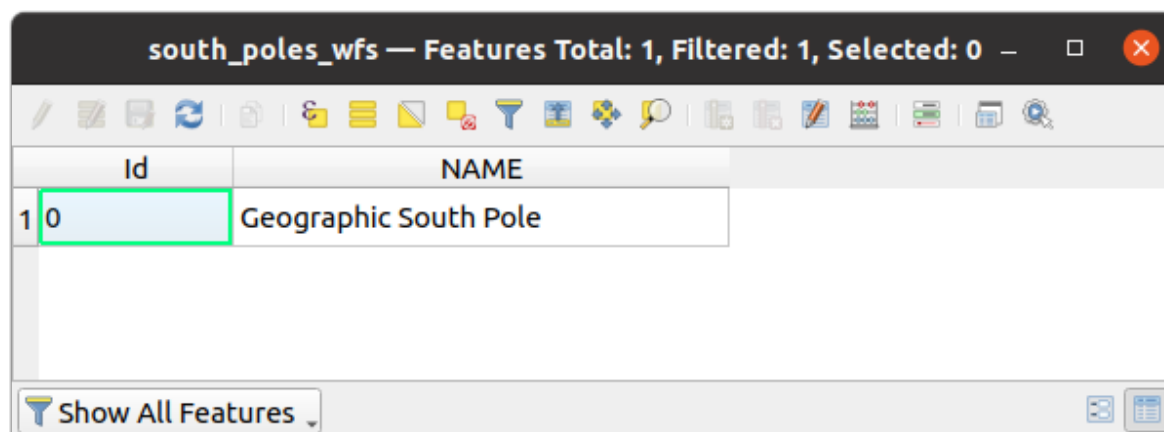 south_poles_wfs — Features Total: 1, Filtered: 1, Selected: 0
Id NAME
1 0 Geographic South Pole
Show All Features